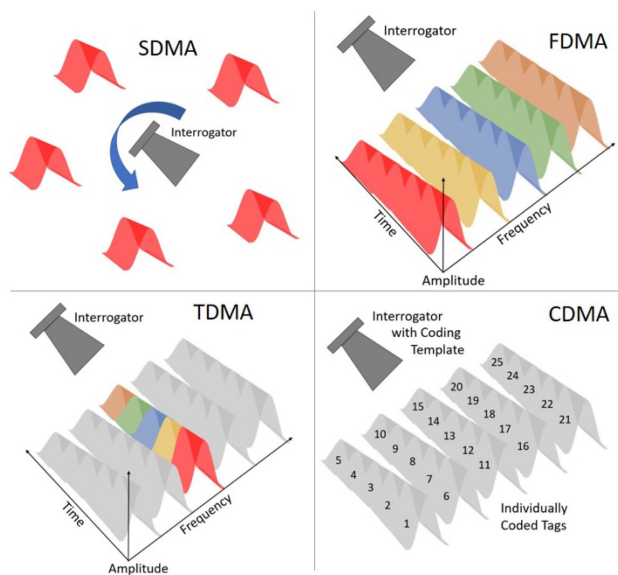 SDMA
Interrogator
Interrogator
FDMA
Time
Frequency
Amplitude
Interrogator
TDMA
Time
Frequency
Amplitude
Interrogator
with Coding
Template
CDMA
25
24
23
22
21
20
19
18
17
16
15
14
13
12
11
10
9
8
7
6
5
4
3
2
1
Individually
Coded Tags